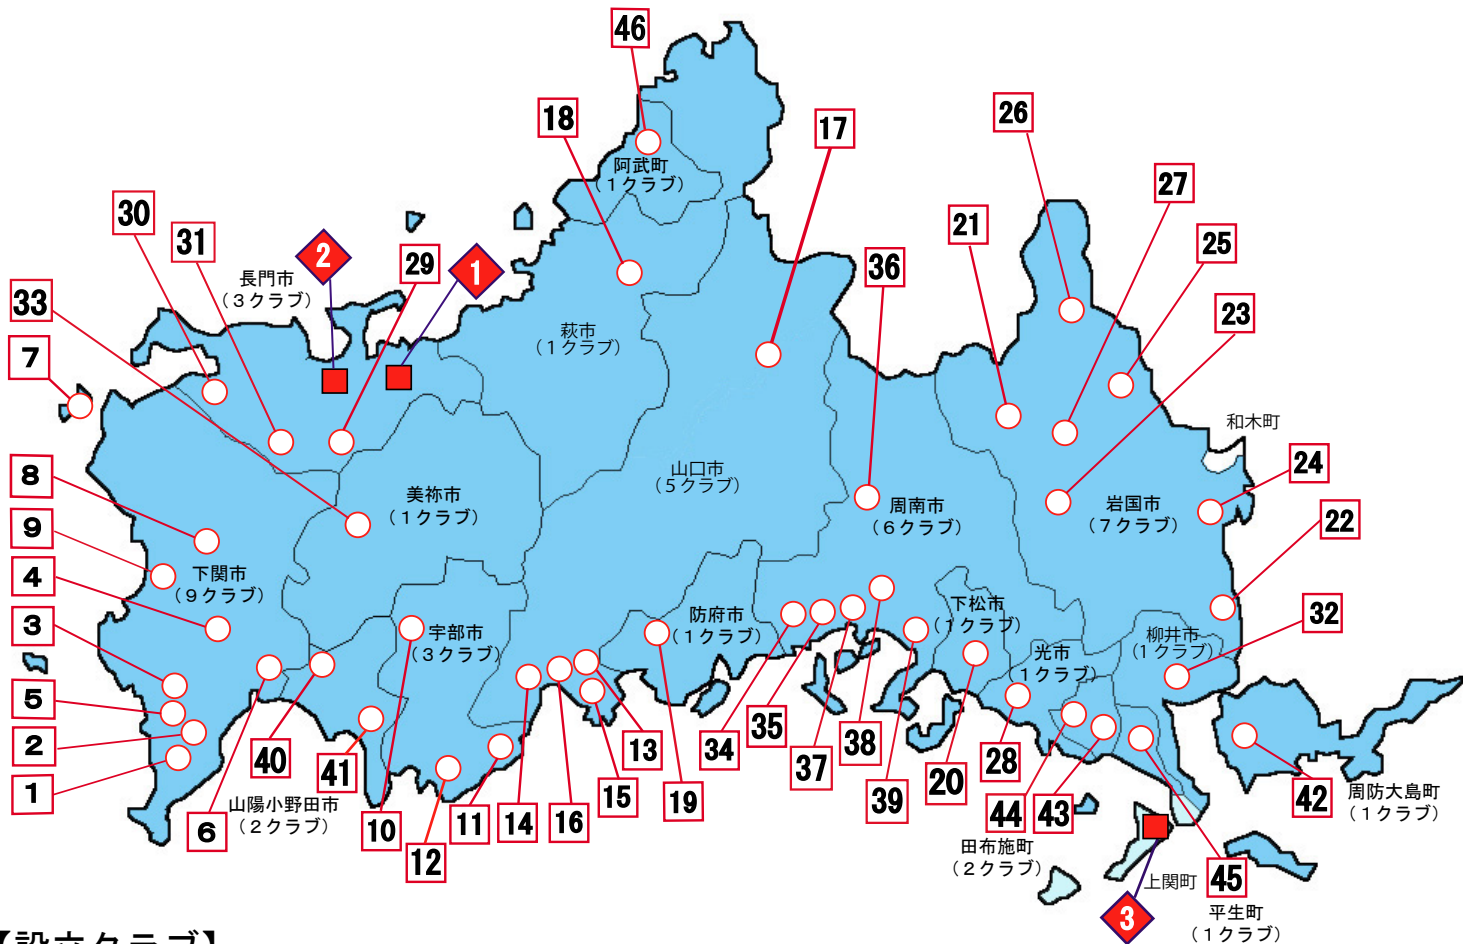 46
18
17
26
阿武町
（１クラブ）
27
30
31
2
1
29
21
25
36
長門市
（３クラブ）
33
23
萩市
（１クラブ）
7
和木町
8
山口市
（５クラブ）
24
美祢市
（１クラブ）
周南市
（６クラブ）
岩国市
（７クラブ）
9
22
4
下関市
（９クラブ）
3
宇部市
（３クラブ）
防府市
（１クラブ）
下松市
（１クラブ）
32
柳井市
（１クラブ）
光市
（１クラブ）
5
2
1
40
41
34
35
37
38
39
13
15
19
20
28
44
43
42
周防大島町
（１クラブ）
山陽小野田市
（２クラブ）
6
10
12
11
14
16
田布施町
（２クラブ）
上関町
45
3
平生町
（１クラブ）
【設立クラブ】